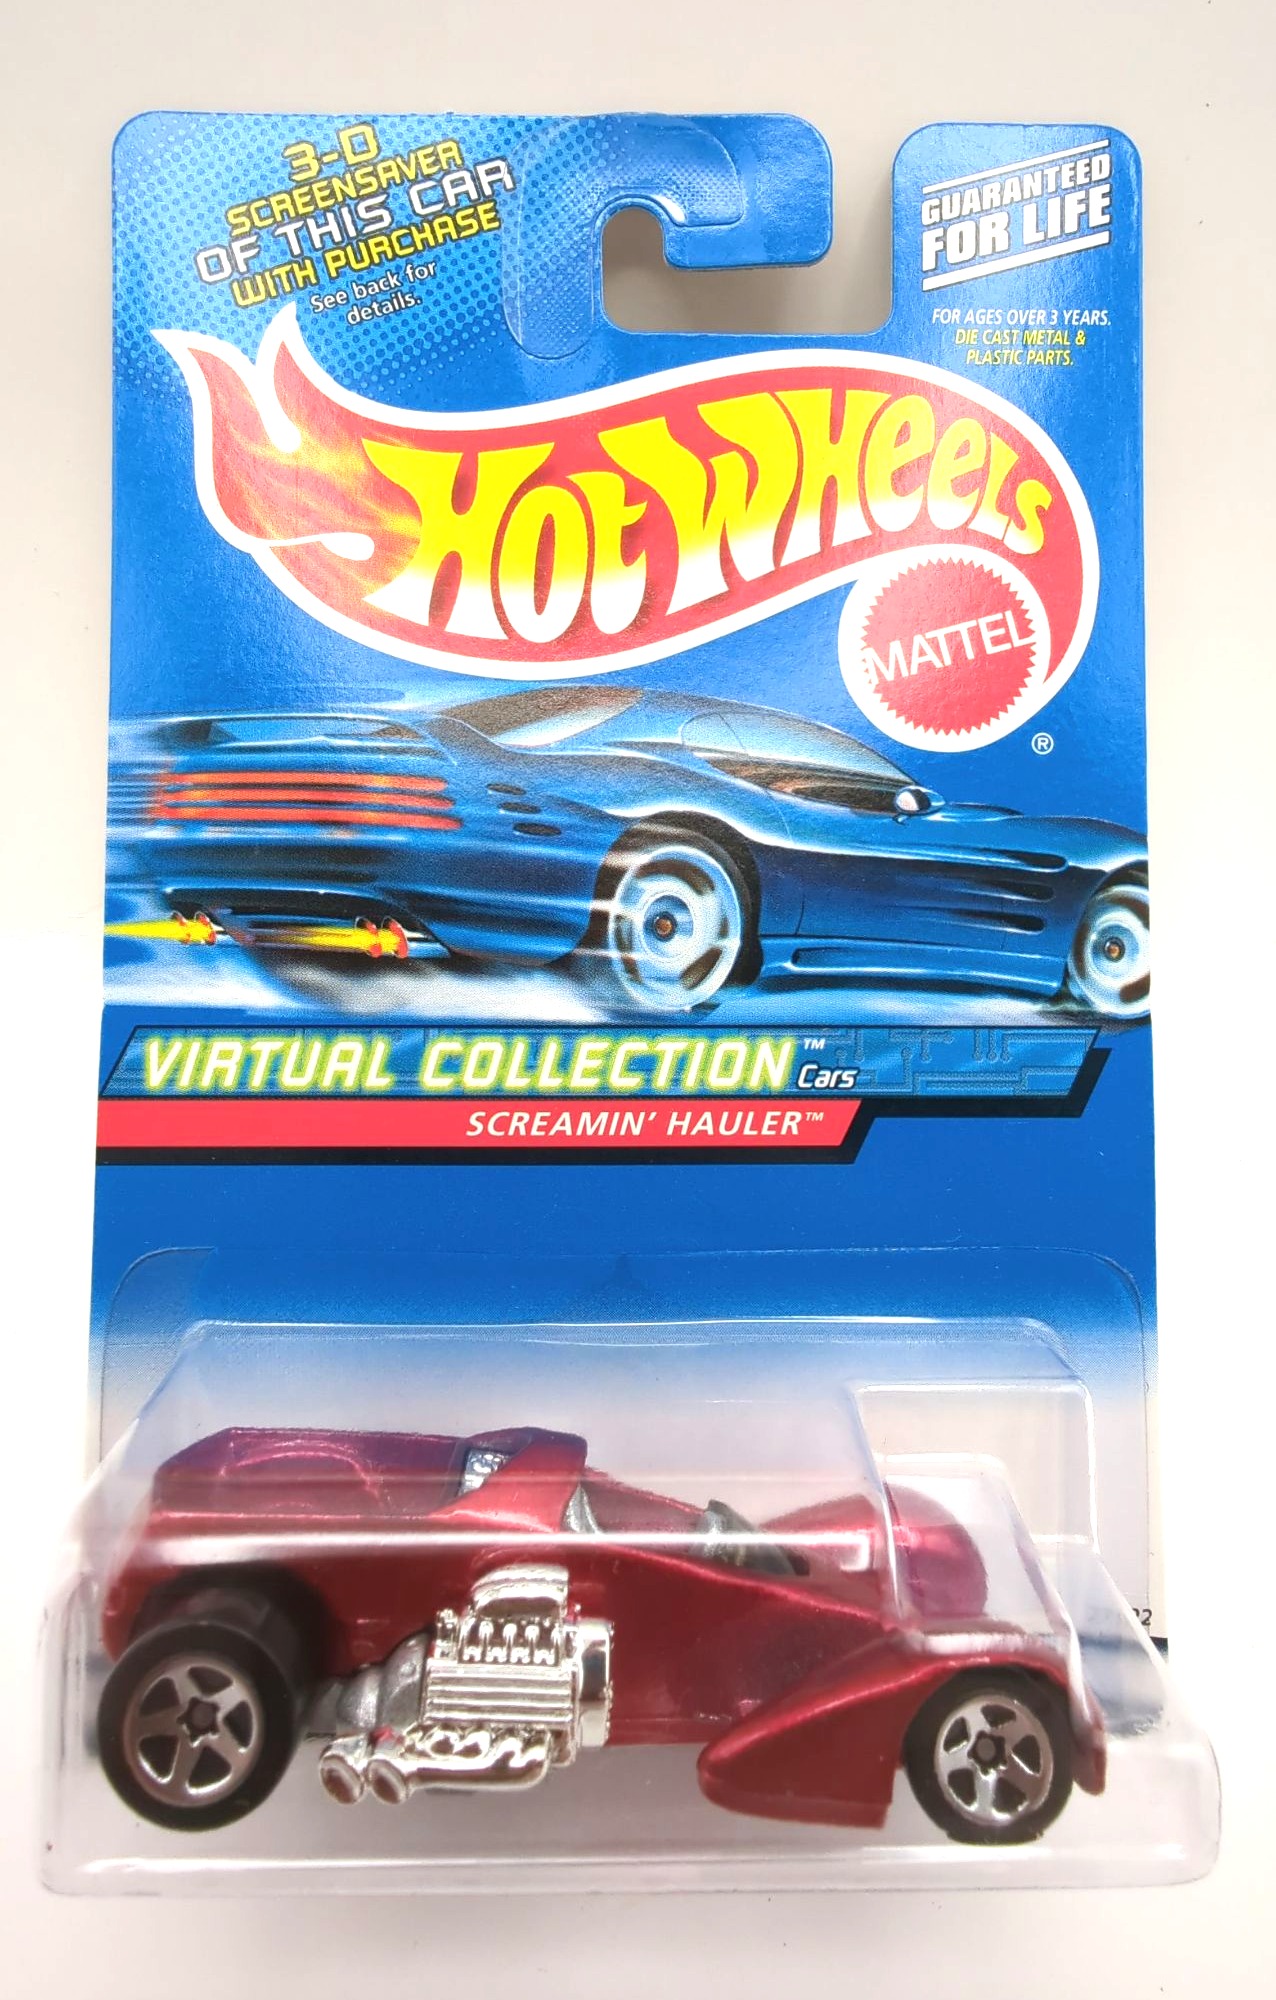 3-D
SCREENSAVER
OF THIS CAR
WITH PURCHASE
See back for
details.
GUARANTEED
FOR LIFE
FOR AGES OVER 3 YEARS.
DIE CAST METAL &
PLASTIC PARTS.
HOT WHEELS
MATTEL
®
VIRTUAL COLLECTION™
Cars
SCREAMIN' HAULER™